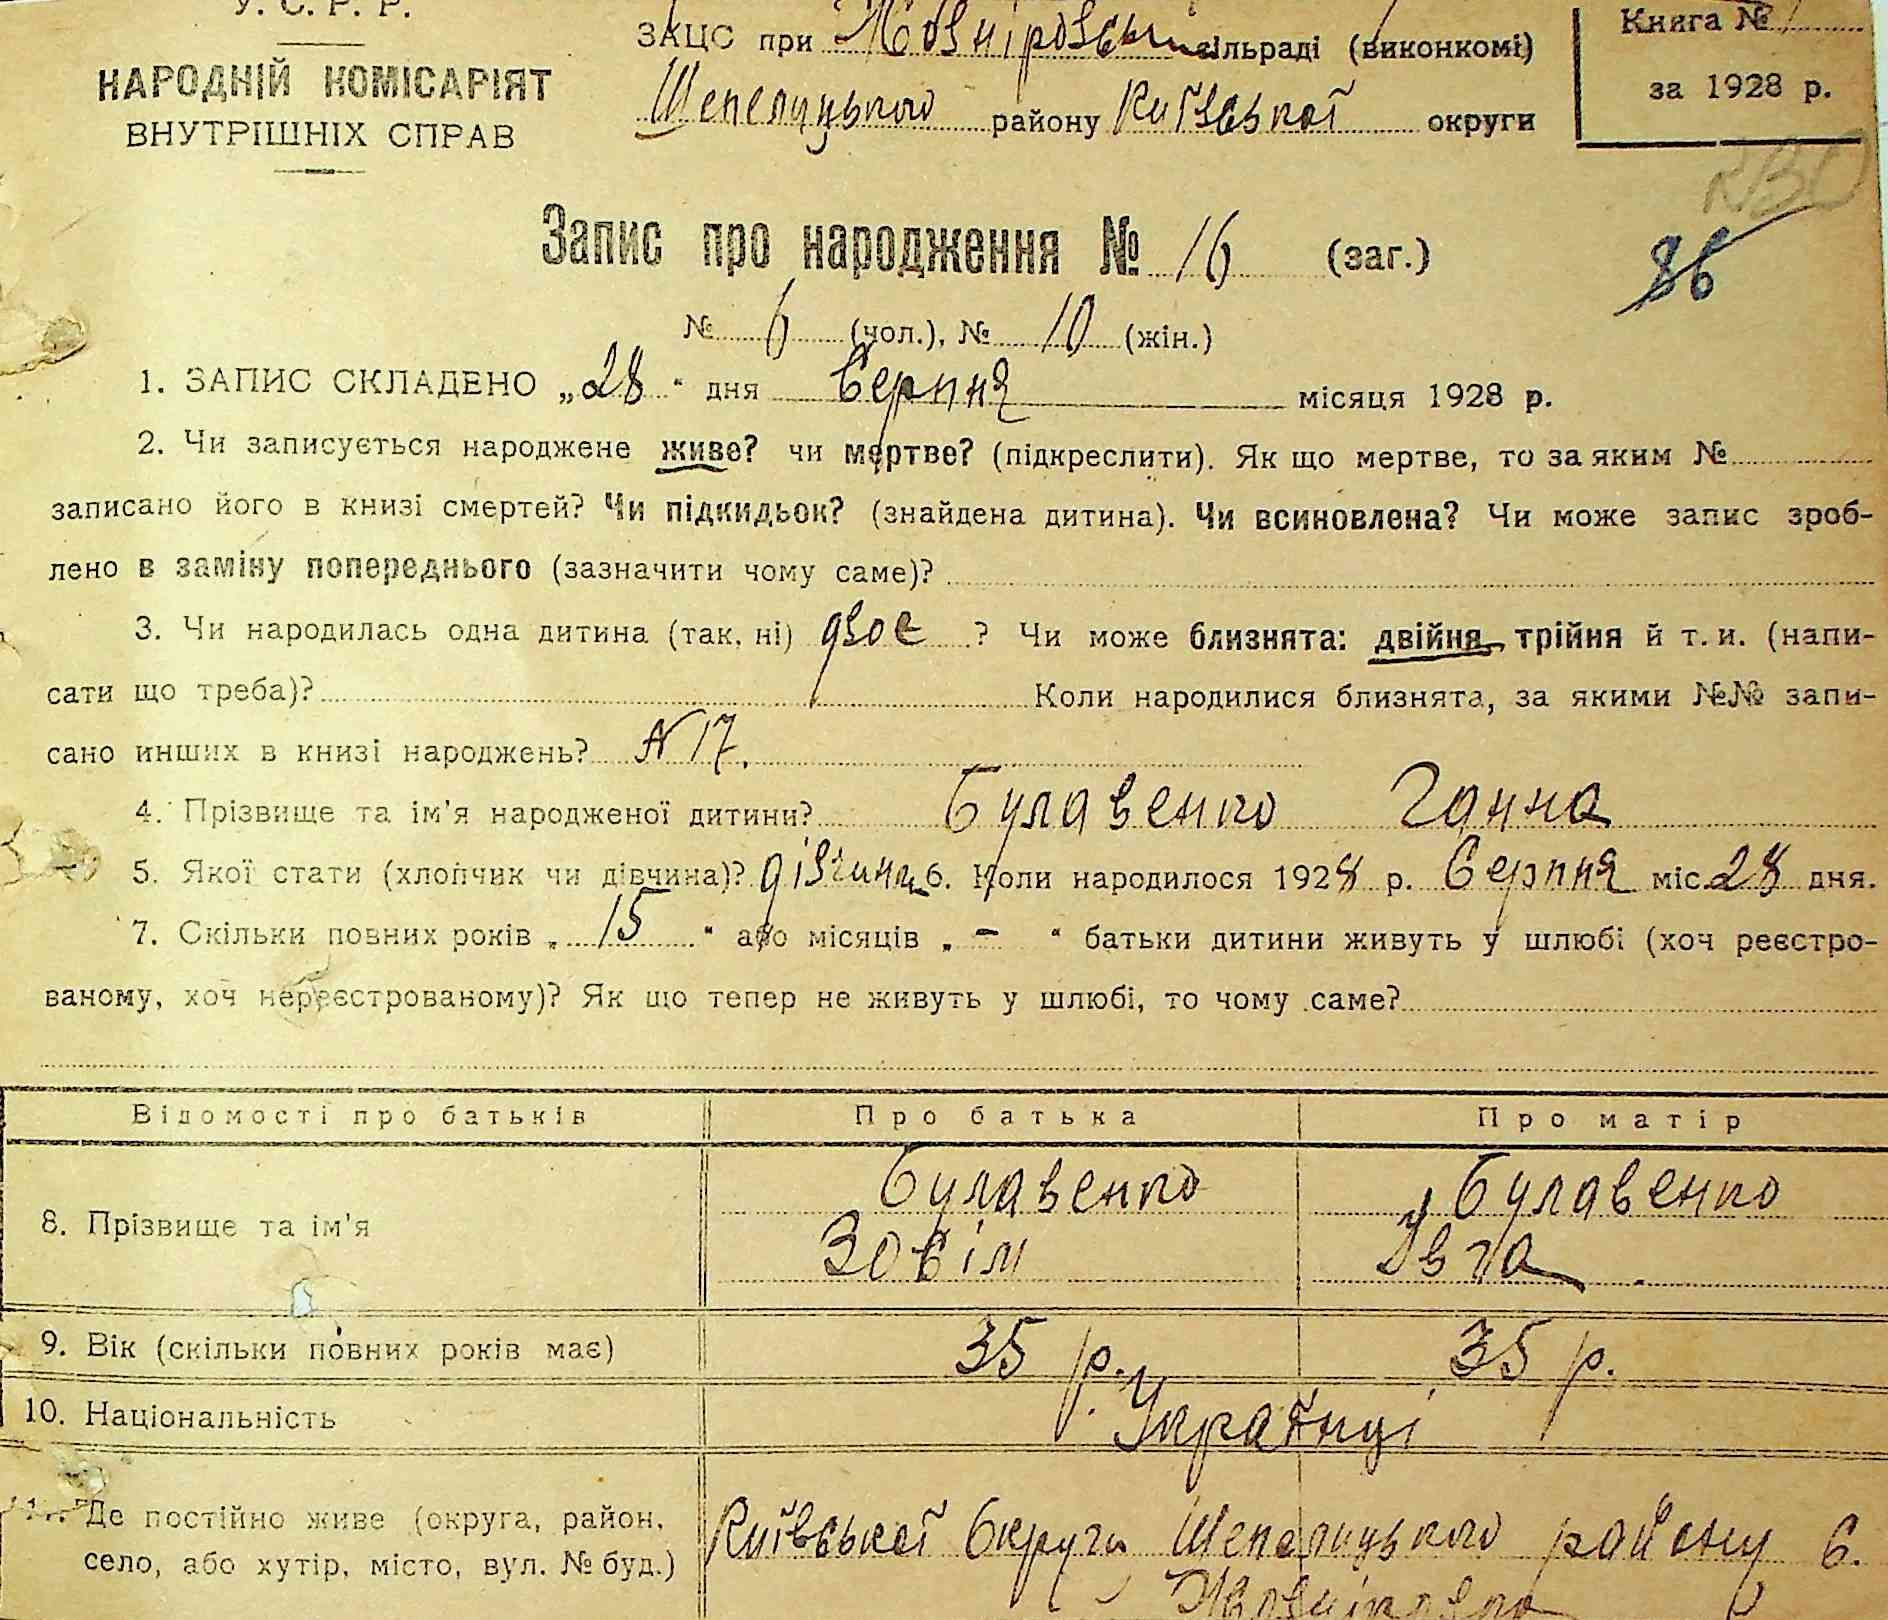 У. С. Р. Р.
НАРОДНІЙ КОМІСАРІЯТ
ВНУТРІШНІХ СПРАВ
ЗАЦС при Жовніровській сільраді (виконкомі)
Шепелицького району Київської округи
Книга № 1
за 1928 р.
86
Запис про народження № 16 (заг.)
№ 6 (чол.), № 10 (жін.)
1. ЗАПИС СКЛАДЕНО „28“ дня Серпня місяця 1928 р.
2. Чи записується народжене живе? чи мертве? (підкреслити). Як що мертве, то за яким №
записано його в книзі смертей? Чи підкидьок? (знайдена дитина). Чи всиновлена? Чи може запис зроб-
лено в заміну попереднього (зазначити чому саме)?
3. Чи народилась одна дитина (так, ні) двоє ? Чи може близнята: двійня, трійня й т. и. (напи-
сати що треба)? Коли народилися близнята, за якими №№ запи-
сано инших в книзі народжень? N 17.
4. Прізвище та ім'я народженої дитини? Булавенко Ганна
5. Якої стати (хлопчик чи дівчина)? дівчина 6. Коли народилося 1928 р. Серпня міс. 28 дня.
7. Скільки повних років „ 15 “ або місяців „ - “ батьки дитини живуть у шлюбі (хоч реєстро-
ваному, хоч нереєстрованому)? Як що тепер не живуть у шлюбі, то чому саме?
Відомості про батьків Про батька Про матір
8. Прізвище та ім'я Булавенко Булавенко
Зовім Ївга
9. Вік (скільки повних років має) 35 р. 35 р.
10. Національність Українці
11. Де постійно живе (округа, район, село, або хутір, місто, вул. № буд.) Київської Округи Шепелицького району С.